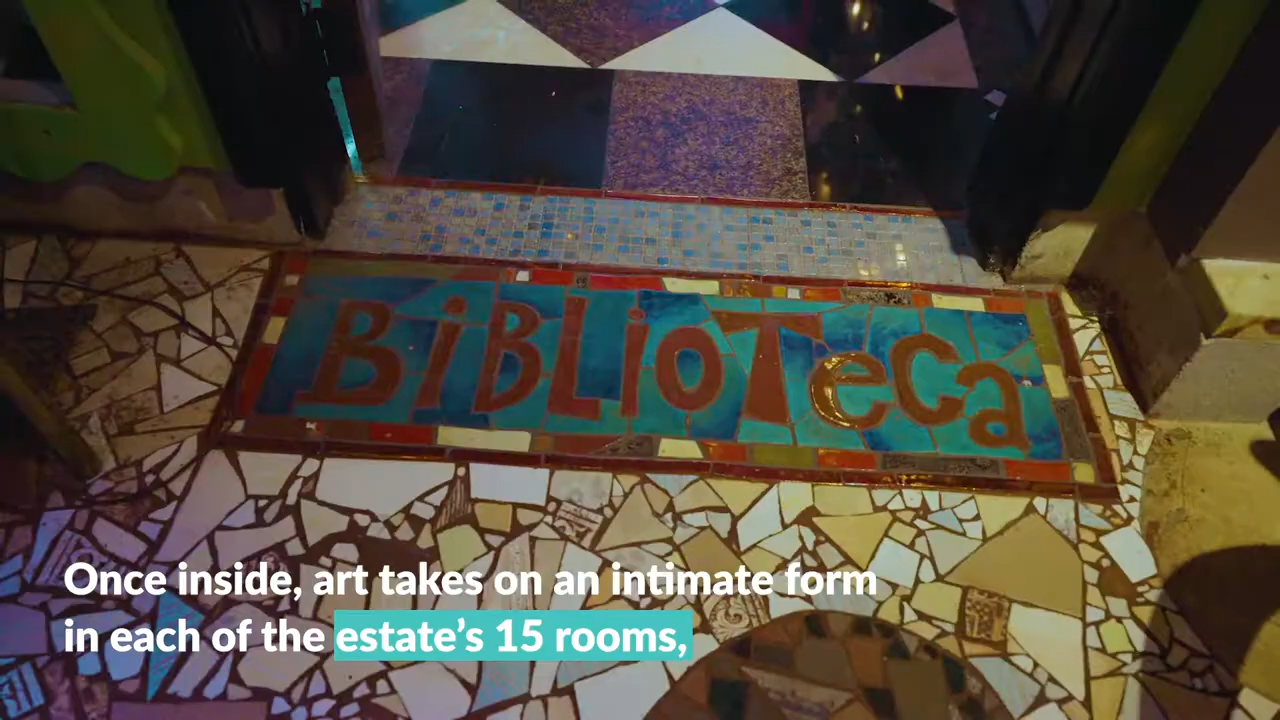 BiBLioTeca
Once inside, art takes on an intimate form
in each of the estate’s 15 rooms,